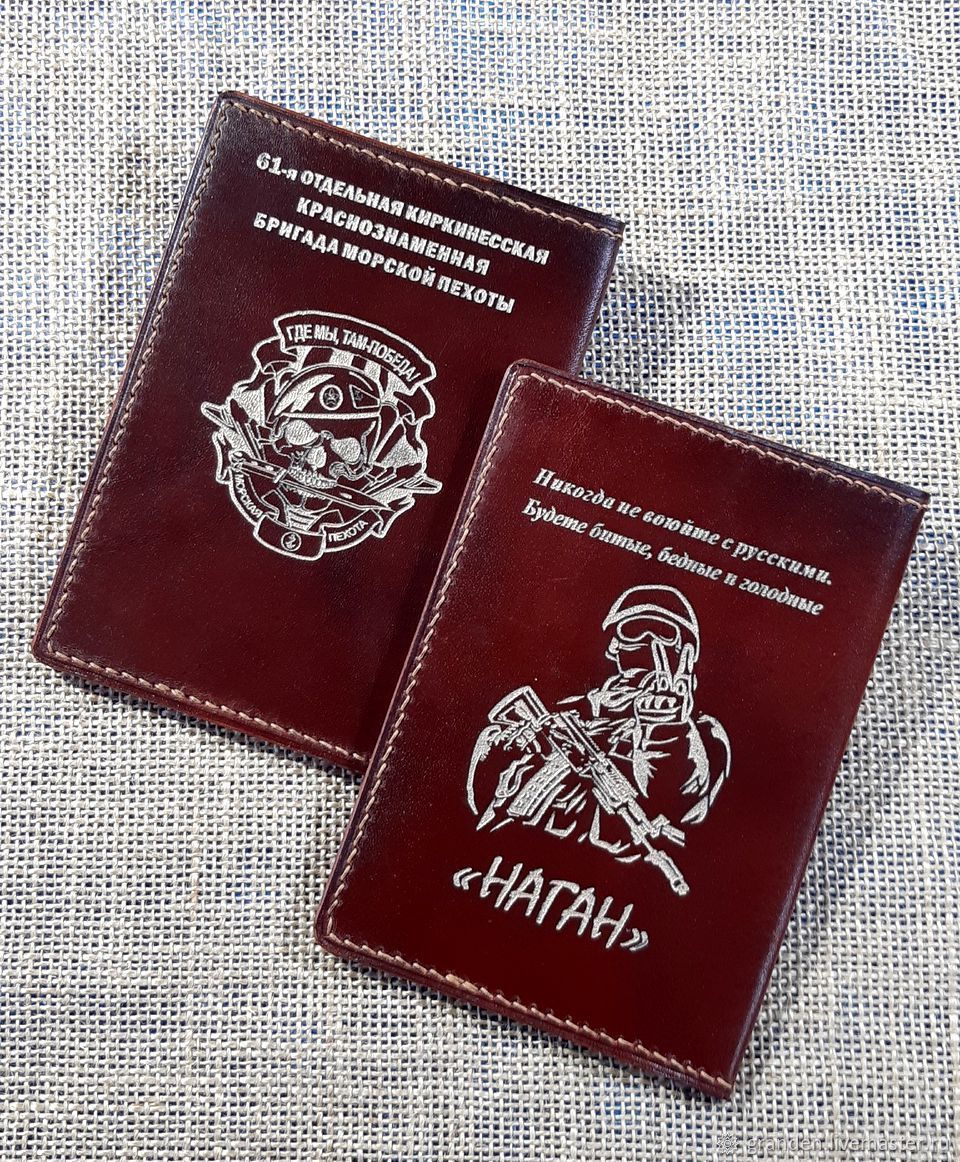 61-я ОТДЕЛЬНАЯ КИРКИНЕССКАЯ
КРАСНОЗНАМЕННАЯ
БРИГАДА МОРСКОЙ ПЕХОТЫ
ГДЕ МЫ, ТАМ-ПОБЕДА!
МОРСКАЯ ПЕХОТА
Никогда не воюйте с русскими.
Будете битые, бедные и голодные
«НАГАН»
granden.livemaster.ru